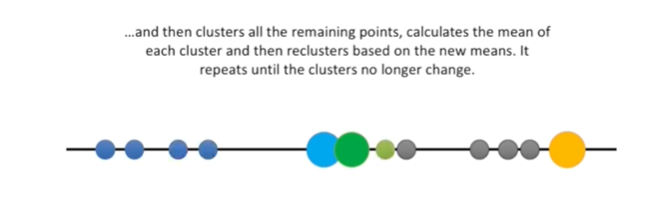 ...and then clusters all the remaining points, calculates the mean of
each cluster and then reclusters based on the new means. It
repeats until the clusters no longer change.